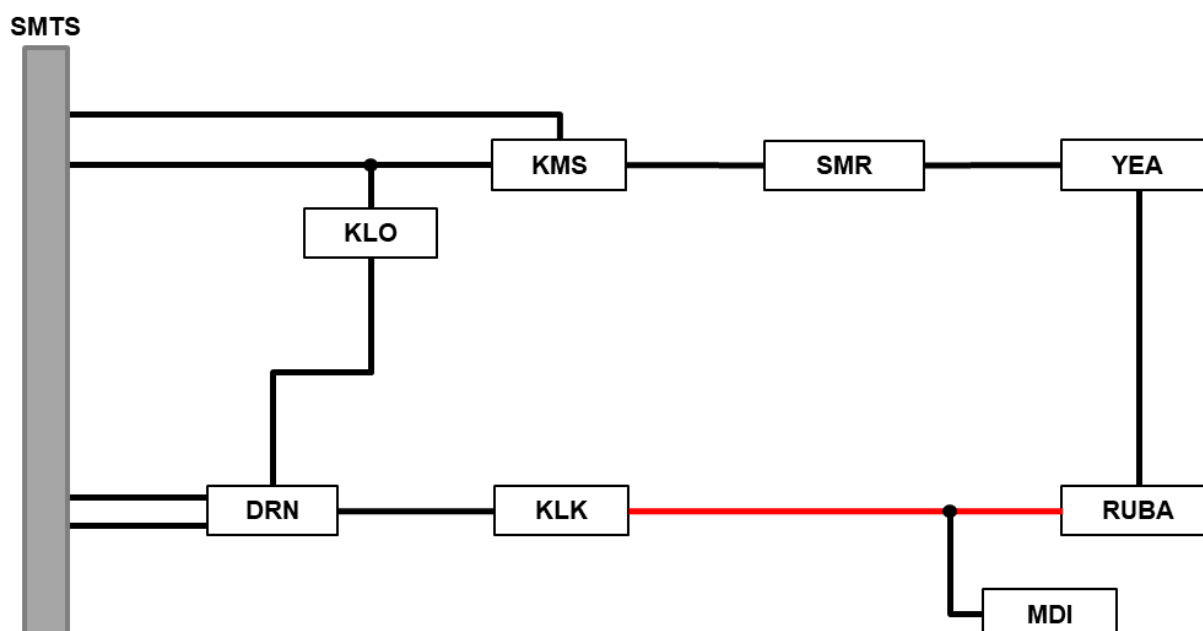 SMTS
KMS
SMR
YEA
KLO
DRN
KLK
RUBA
MDI